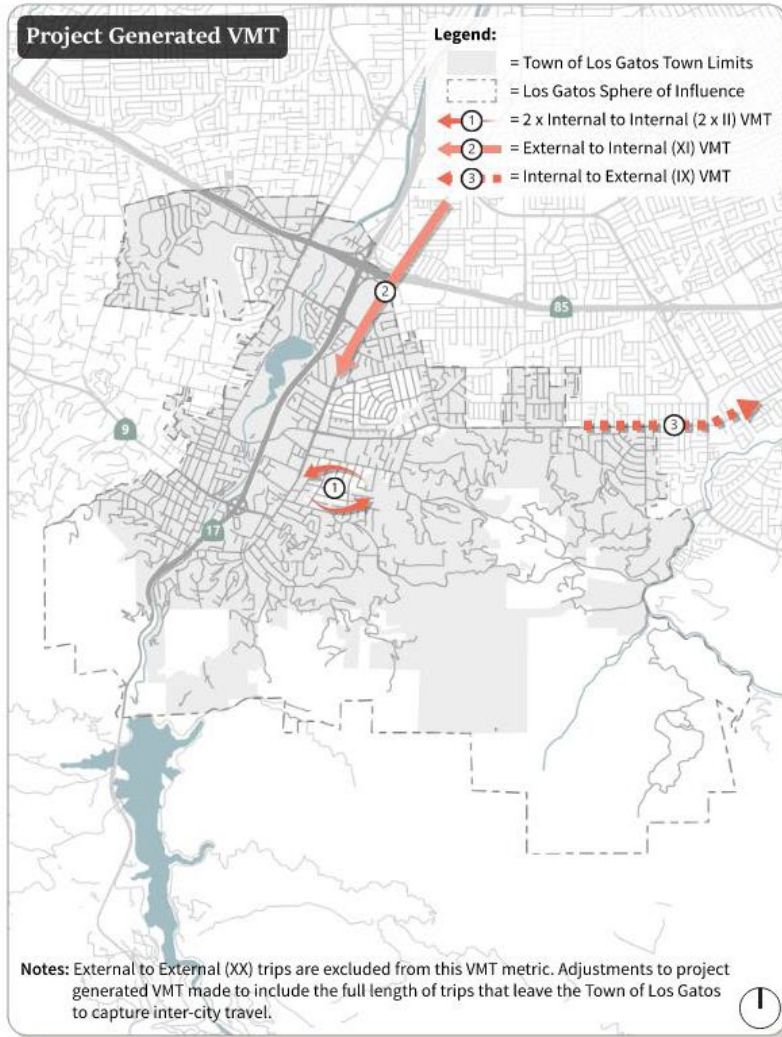 Project Generated VMT
Legend:
= Town of Los Gatos Town Limits
= Los Gatos Sphere of Influence
1 = 2 x Internal to Internal (2 x II) VMT
2 = External to Internal (XI) VMT
3 = Internal to External (IX) VMT
2
85
9
3
1
17
Notes: External to External (XX) trips are excluded from this VMT metric. Adjustments to project
generated VMT made to include the full length of trips that leave the Town of Los Gatos
to capture inter-city travel.